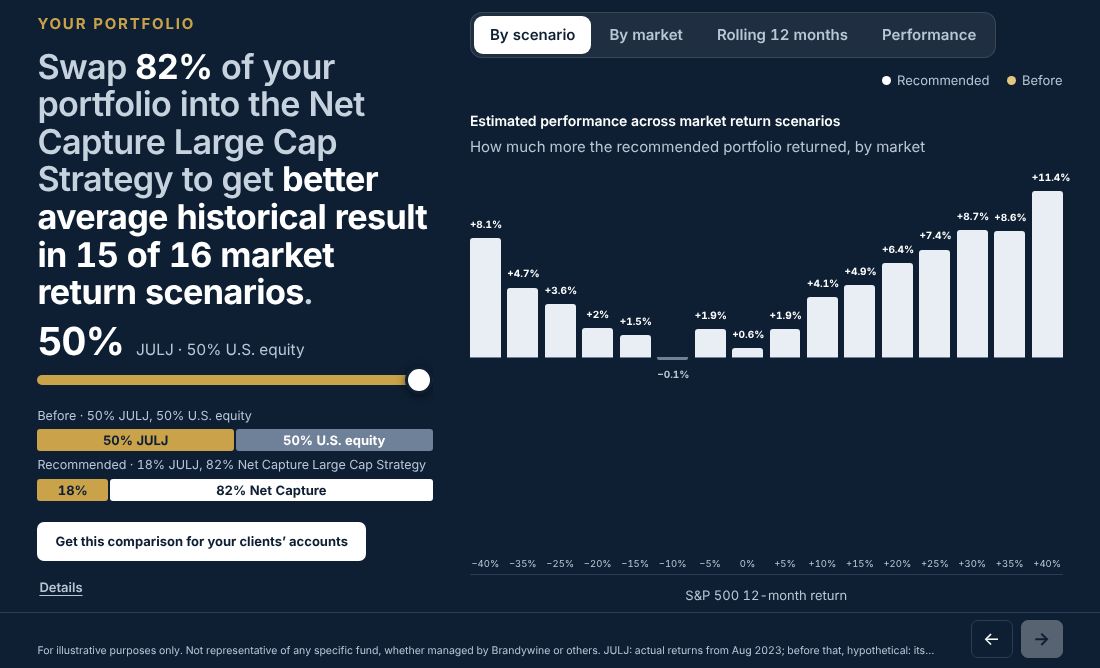 YOUR PORTFOLIO
Swap 82% of your
portfolio into the Net
Capture Large Cap
Strategy to get better
average historical result
in 15 of 16 market
return scenarios.
50% JULJ · 50% U.S. equity
Before · 50% JULJ, 50% U.S. equity
50% JULJ 50% U.S. equity
Recommended · 18% JULJ, 82% Net Capture Large Cap Strategy
18% 82% Net Capture
Get this comparison for your clients’ accounts
Details
By scenario By market Rolling 12 months Performance
Recommended Before
Estimated performance across market return scenarios
How much more the recommended portfolio returned, by market
+8.1% +4.7% +3.6% +2% +1.5% −0.1% +1.9% +0.6% +1.9% +4.1% +4.9% +6.4% +7.4% +8.7% +8.6% +11.4%
−40% −35% −25% −20% −15% −10% −5% 0% +5% +10% +15% +20% +25% +30% +35% +40%
S&P 500 12-month return
For illustrative purposes only. Not representative of any specific fund, whether managed by Brandywine or others. JULJ: actual returns from Aug 2023; before that, hypothetical: its…